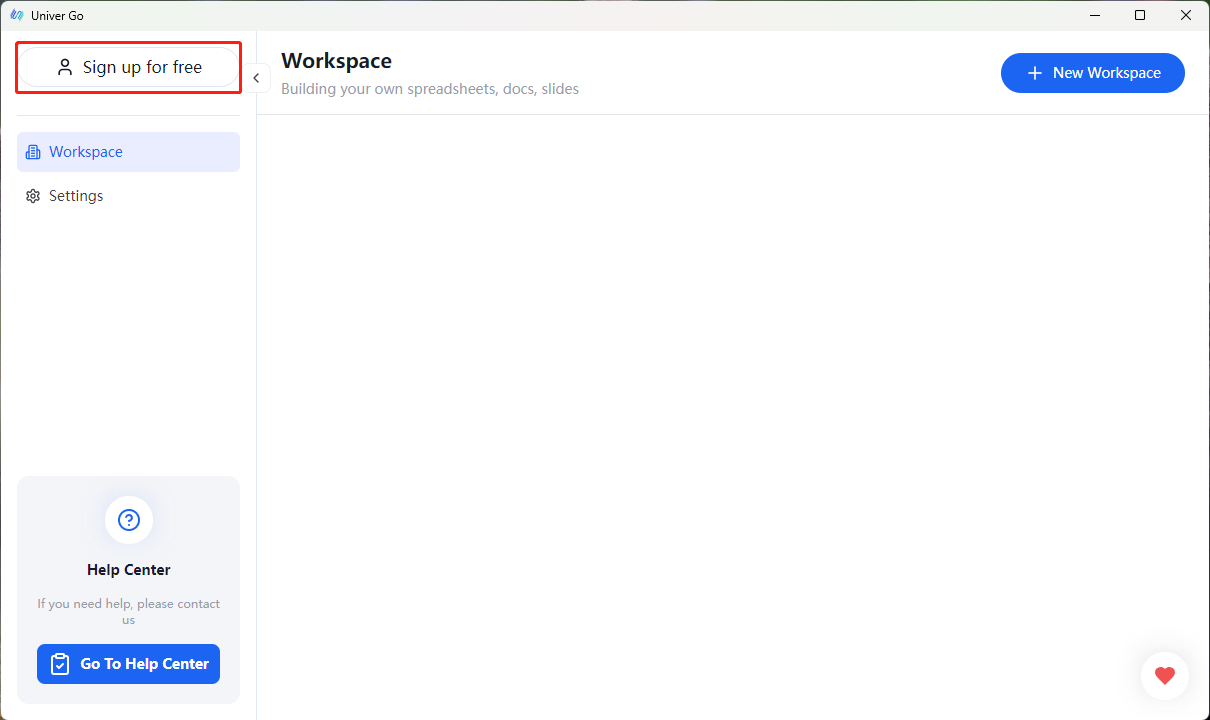 Univer Go
Sign up for free
Workspace
Building your own spreadsheets, docs, slides
New Workspace
Workspace
Settings
Help Center
If you need help, please contact
us
Go To Help Center